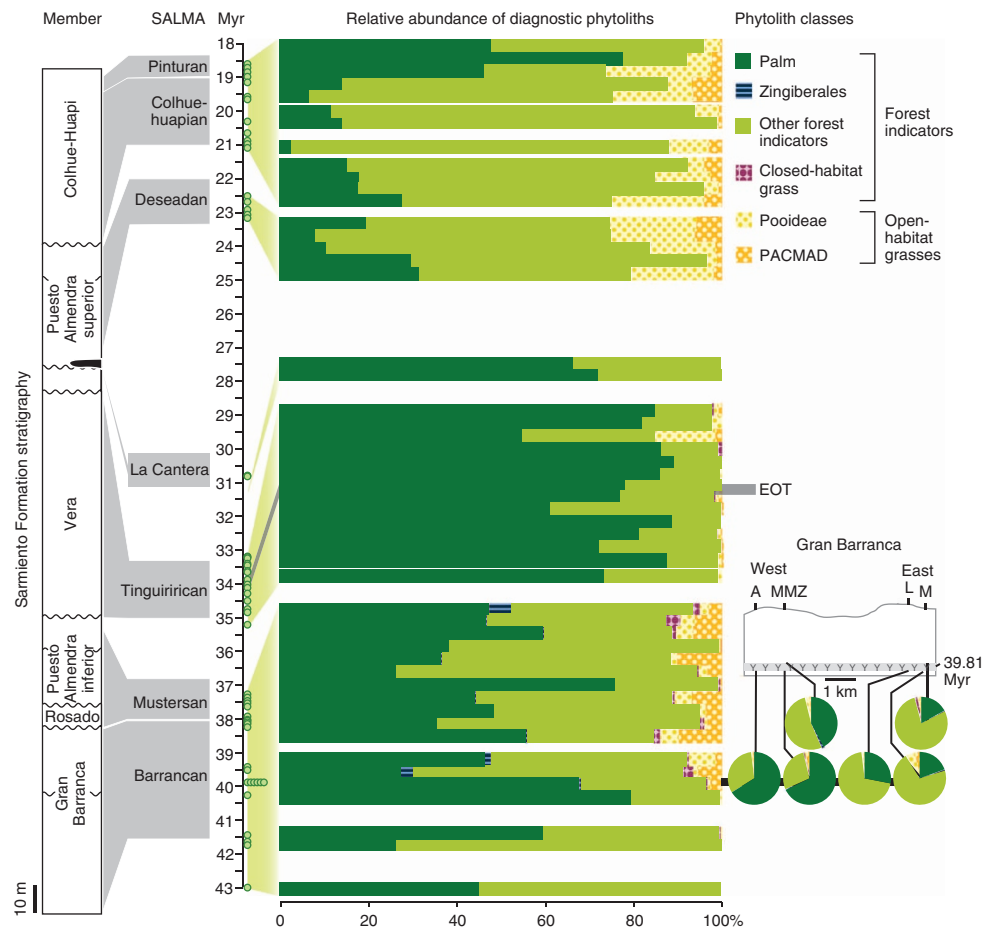 Member
SALMA
Myr
Relative abundance of diagnostic phytoliths
Phytolith classes
Sarmiento Formation stratigraphy
Colhue-Huapi
Puesto
Almendra
superior
Vera
Puesto
Almendra
inferior
Rosado
Gran
Barranca
10 m
Pinturan
Colhue-
huapian
Deseadan
La Cantera
Tinguirirican
Mustersan
Barrancan
18
19
20
21
22
23
24
25
26
27
28
29
30
31
32
33
34
35
36
37
38
39
40
41
42
43
0
20
40
60
80
100%
EOT
Palm
Zingiberales
Other forest
indicators
Closed-habitat
grass
Forest
indicators
Pooideae
PACMAD
Open-
habitat
grasses
Gran Barranca
West
East
A
MMZ
L
M
Y Y Y Y Y Y Y Y Y Y Y Y Y Y
39.81
Myr
1 km